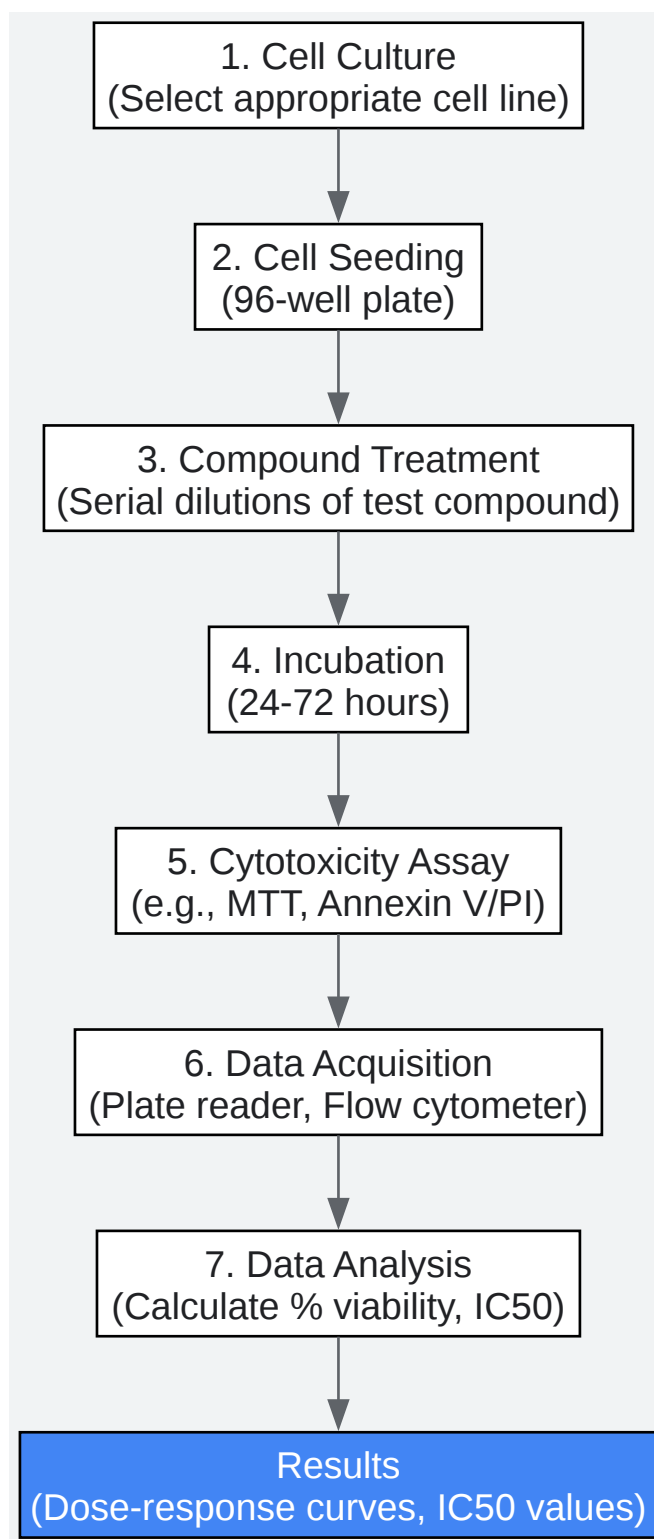 1. Cell Culture
(Select appropriate cell line)
2. Cell Seeding
(96-well plate)
3. Compound Treatment
(Serial dilutions of test compound)
4. Incubation
(24-72 hours)
5. Cytotoxicity Assay
(e.g., MTT, Annexin V/PI)
6. Data Acquisition
(Plate reader, Flow cytometer)
7. Data Analysis
(Calculate % viability, IC50)
Results
(Dose-response curves, IC50 values)